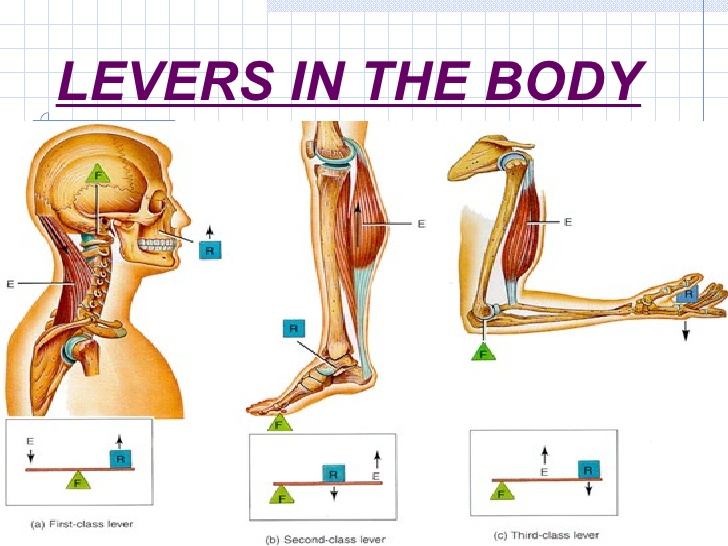 LEVERS IN THE BODY
F
R
E
E
R
F
E
R
F
E
R
F
(a) First-class lever
R
E
F
(b) Second-class lever
E
R
F
(c) Third-class lever